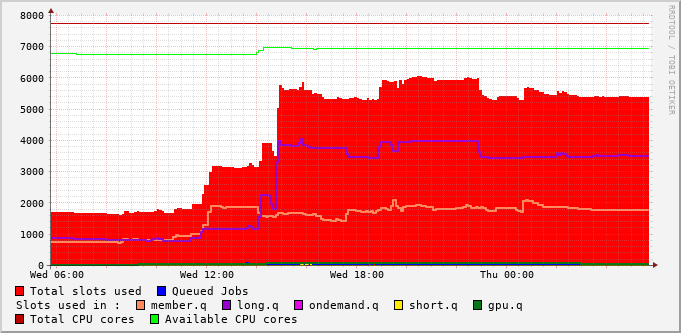 RRDTOOL / TOBI OETIKER
8000
7000
6000
5000
4000
3000
2000
1000
0
Wed 06:00 Wed 12:00 Wed 18:00 Thu 00:00
Total slots used Queued Jobs
Slots used in : member.q long.q ondemand.q short.q gpu.q
Total CPU cores Available CPU cores